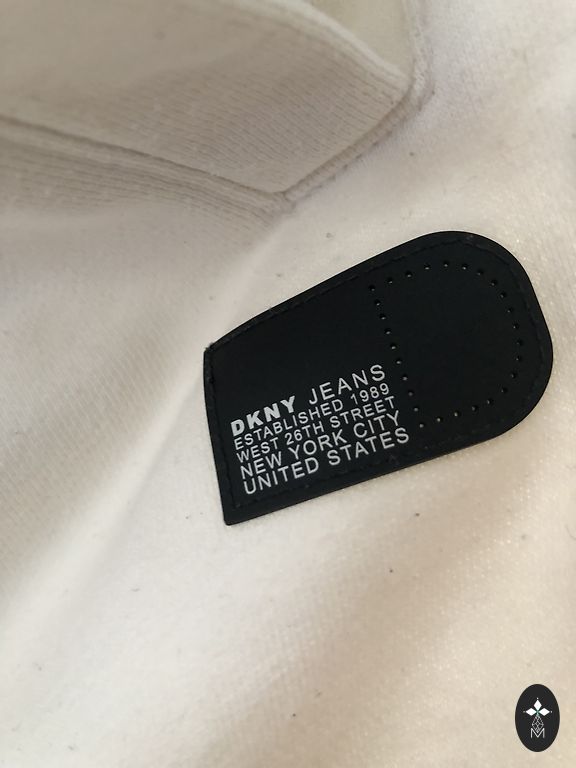 DKNY JEANS
ESTABLISHED 1989
WEST 26TH STREET
NEW YORK CITY
UNITED STATES
M